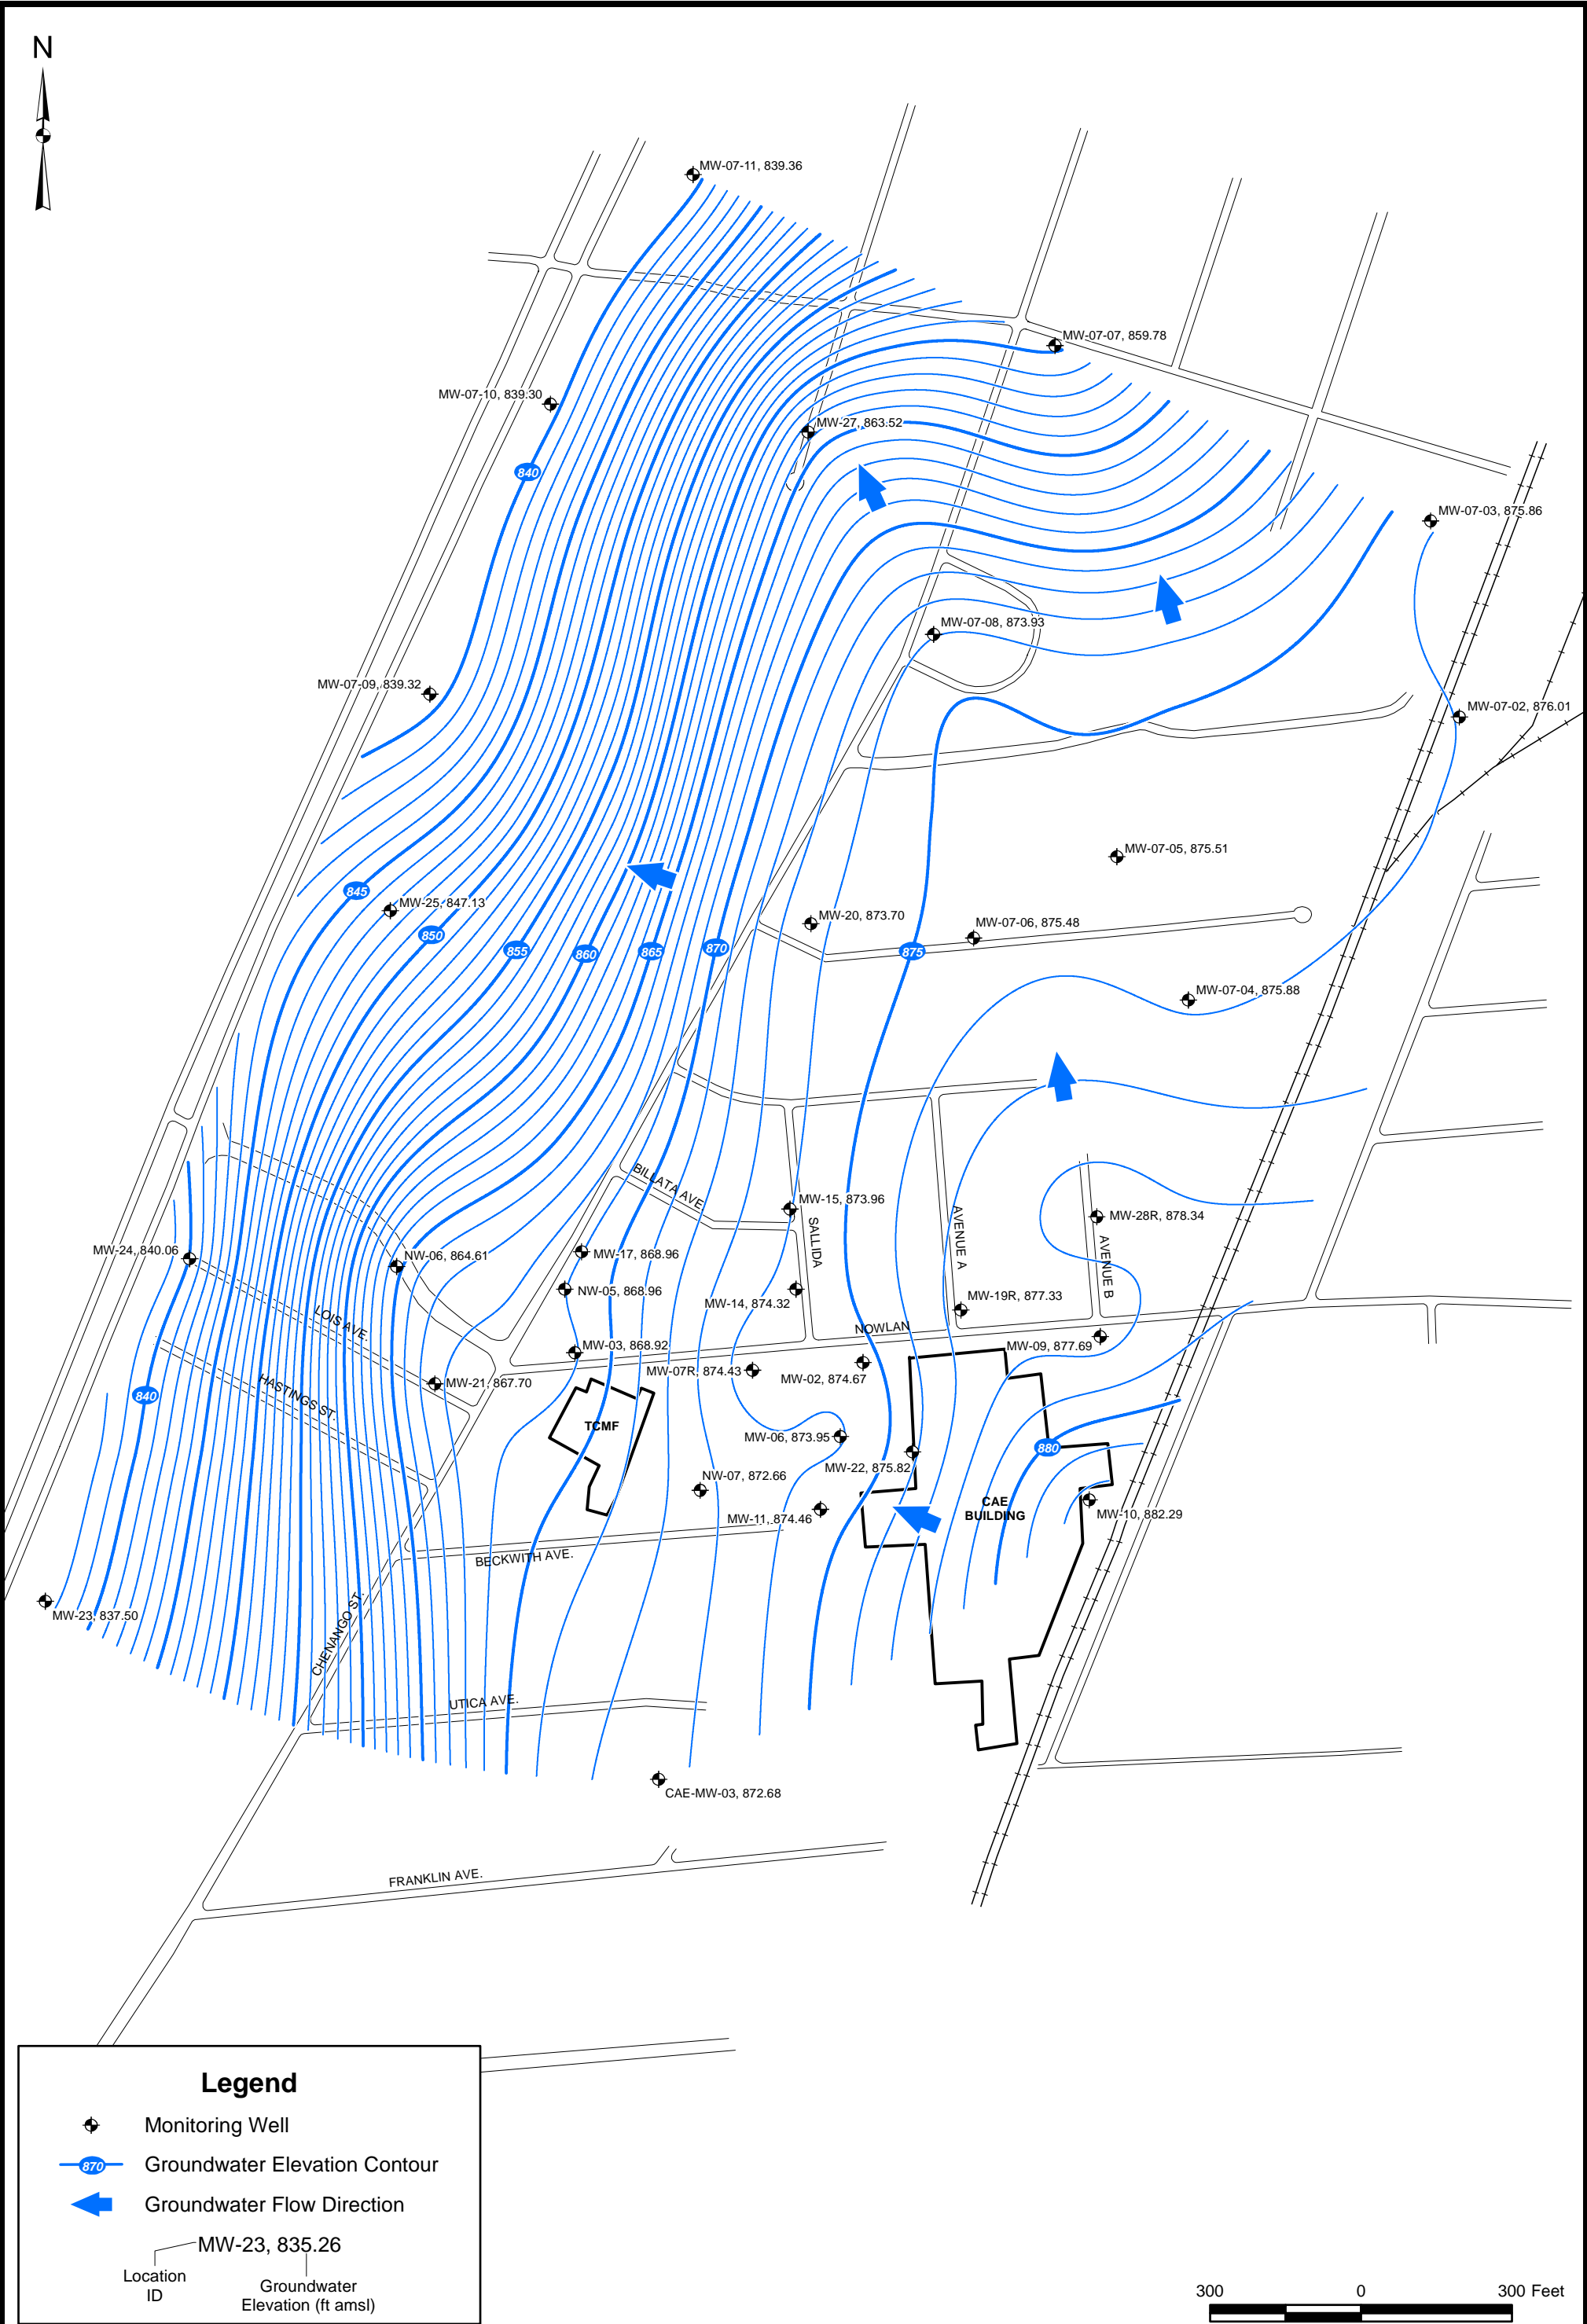 N
MW-07-11, 839.36
MW-07-07, 859.78
MW-07-10, 839.30
MW-27, 863.52
840
MW-07-03, 875.86
MW-07-08, 873.93
MW-07-09, 839.32
MW-07-02, 876.01
MW-07-05, 875.51
845
MW-25, 847.13
MW-20, 873.70
MW-07-06, 875.48
850
855
860
865
870
875
MW-07-04, 875.88
BILLATA AVE
MW-15, 873.96
SALLIDA
AVENUE A
MW-28R, 878.34
AVENUE B
MW-24, 840.06
NW-06, 864.61
MW-17, 868.96
NW-05, 868.96
MW-14, 874.32
MW-19R, 877.33
LOIS AVE.
NOWLAN
MW-03, 868.92
MW-09, 877.69
MW-07R, 874.43
MW-02, 874.67
MW-21, 867.70
840
HASTINGS ST.
TCMF
MW-06, 873.95
880
MW-22, 875.82
NW-07, 872.66
CAE
BUILDING
MW-11, 874.46
MW-10, 882.29
BECKWITH AVE.
MW-23, 837.50
CHENANGO ST.
UTICA AVE.
CAE-MW-03, 872.68
FRANKLIN AVE.
Legend
Monitoring Well
870
Groundwater Elevation Contour
Groundwater Flow Direction
MW-23, 835.26
Location
ID
Groundwater
Elevation (ft amsl)
300 0 300 Feet